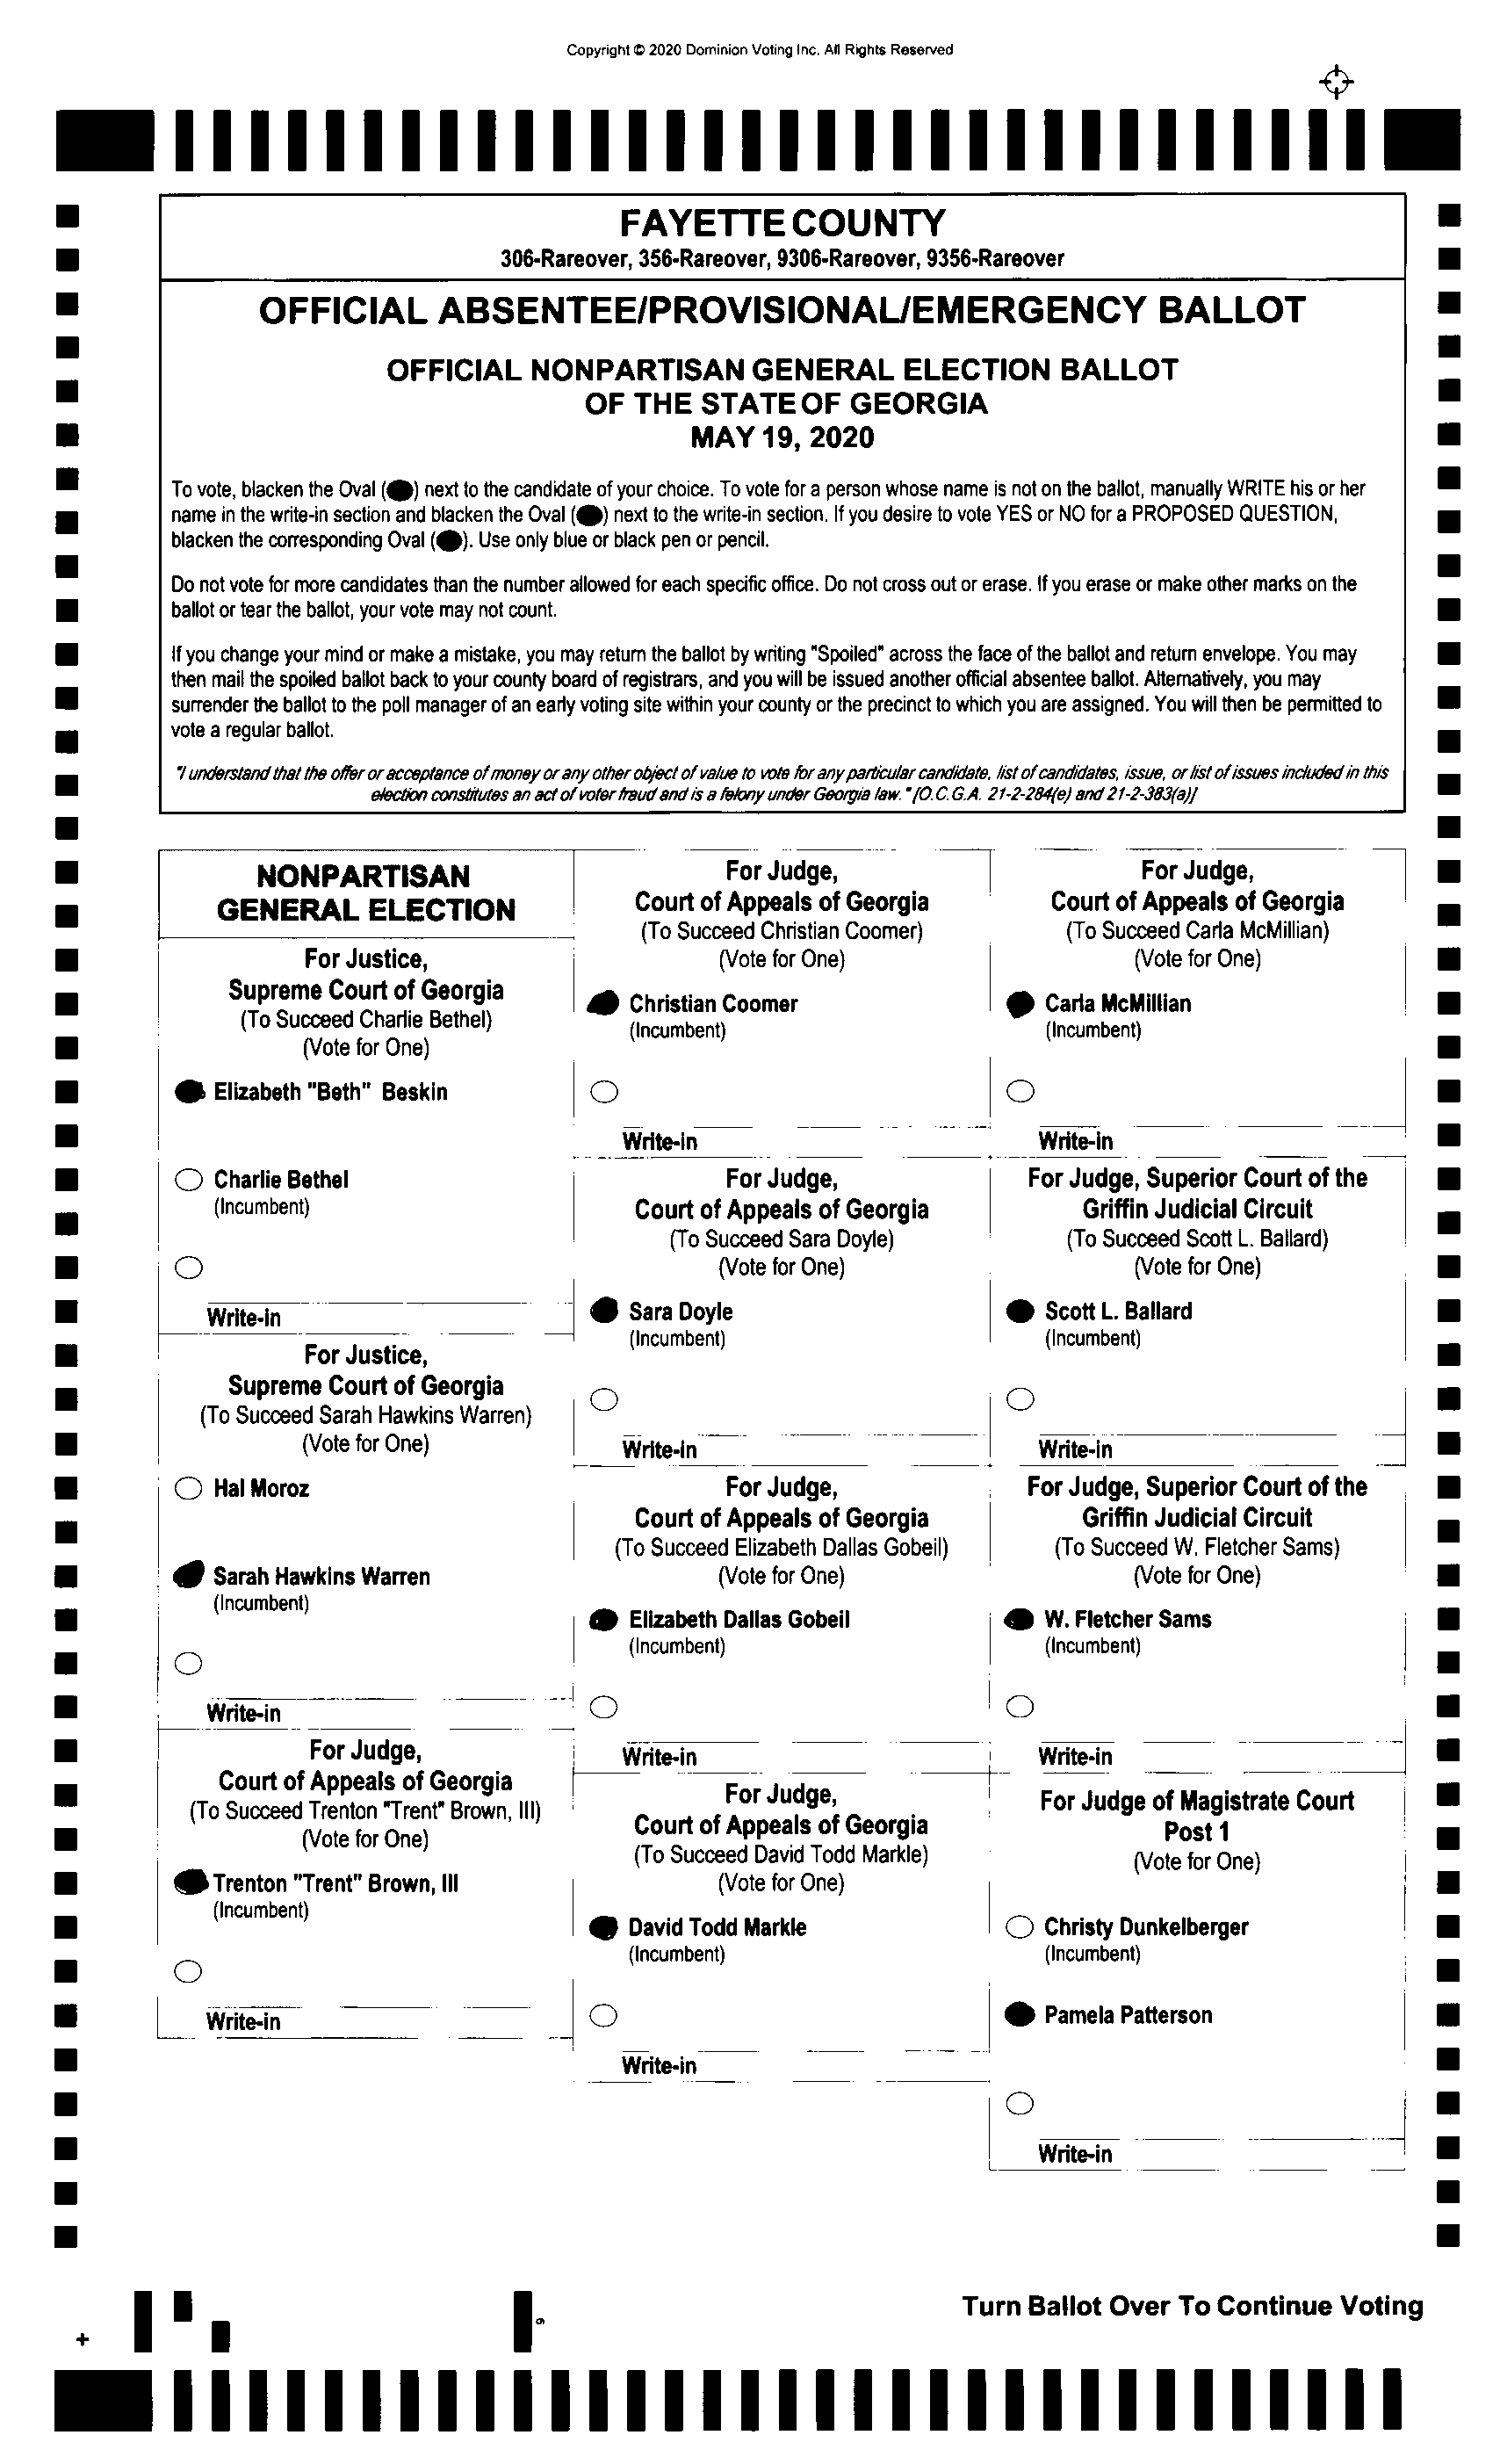 Copyright © 2020 Dominion Voting Inc. All Rights Reserved
FAYETTE COUNTY
306-Rareover, 356-Rareover, 9306-Rareover, 9356-Rareover
OFFICIAL ABSENTEE/PROVISIONAL/EMERGENCY BALLOT
OFFICIAL NONPARTISAN GENERAL ELECTION BALLOT
OF THE STATE OF GEORGIA
MAY 19, 2020
To vote, blacken the Oval ( ) next to the candidate of your choice. To vote for a person whose name is not on the ballot, manually WRITE his or her
name in the write-in section and blacken the Oval ( ) next to the write-in section. If you desire to vote YES or NO for a PROPOSED QUESTION,
blacken the corresponding Oval ( ). Use only blue or black pen or pencil.
Do not vote for more candidates than the number allowed for each specific office. Do not cross out or erase. If you erase or make other marks on the
ballot or tear the ballot, your vote may not count.
If you change your mind or make a mistake, you may return the ballot by writing "Spoiled" across the face of the ballot and return envelope. You may
then mail the spoiled ballot back to your county board of registrars, and you will be issued another official absentee ballot. Alternatively, you may
surrender the ballot to the poll manager of an early voting site within your county or the precinct to which you are assigned. You will then be permitted to
vote a regular ballot.
"I understand that the offer or acceptance of money or any other object of value to vote for any particular candidate, list of candidates, issue, or list of issues included in this
election constitutes an act of voter fraud and is a felony under Georgia law." [O.C.G.A. 21-2-284(e) and 21-2-383(a)]
NONPARTISAN
GENERAL ELECTION
For Justice,
Supreme Court of Georgia
(To Succeed Charlie Bethel)
(Vote for One)
Elizabeth "Beth" Beskin
Charlie Bethel
(Incumbent)
Write-in
For Justice,
Supreme Court of Georgia
(To Succeed Sarah Hawkins Warren)
(Vote for One)
Hal Moroz
Sarah Hawkins Warren
(Incumbent)
Write-in
For Judge,
Court of Appeals of Georgia
(To Succeed Trenton "Trent" Brown, III)
(Vote for One)
Trenton "Trent" Brown, III
(Incumbent)
Write-in
For Judge,
Court of Appeals of Georgia
(To Succeed Christian Coomer)
(Vote for One)
Christian Coomer
(Incumbent)
Write-in
For Judge,
Court of Appeals of Georgia
(To Succeed Sara Doyle)
(Vote for One)
Sara Doyle
(Incumbent)
Write-in
For Judge,
Court of Appeals of Georgia
(To Succeed Elizabeth Dallas Gobeil)
(Vote for One)
Elizabeth Dallas Gobeil
(Incumbent)
Write-in
For Judge,
Court of Appeals of Georgia
(To Succeed David Todd Markle)
(Vote for One)
David Todd Markle
(Incumbent)
Write-in
For Judge,
Court of Appeals of Georgia
(To Succeed Carla McMillian)
(Vote for One)
Carla McMillian
(Incumbent)
Write-in
For Judge, Superior Court of the
Griffin Judicial Circuit
(To Succeed Scott L. Ballard)
(Vote for One)
Scott L. Ballard
(Incumbent)
Write-in
For Judge, Superior Court of the
Griffin Judicial Circuit
(To Succeed W. Fletcher Sams)
(Vote for One)
W. Fletcher Sams
(Incumbent)
Write-in
For Judge of Magistrate Court
Post 1
(Vote for One)
Christy Dunkelberger
(Incumbent)
Pamela Patterson
Write-in
Turn Ballot Over To Continue Voting